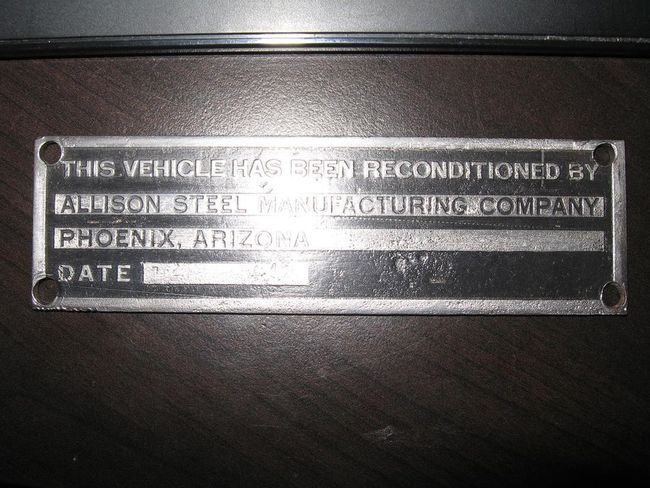 THIS VEHICLE HAS BEEN RECONDITIONED BY
ALLISON STEEL MANUFACTURING COMPANY
PHOENIX, ARIZONA
DATE